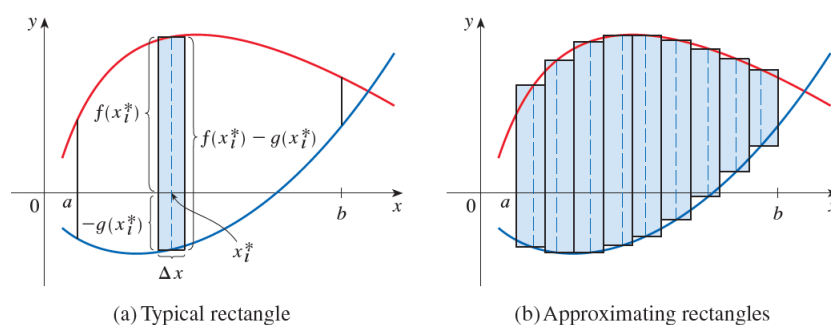 y
f(x_i^*)
f(x_i^*) − g(x_i^*)
0 a b x
−g(x_i^*)
x_i^*
Δx
(a) Typical rectangle
y
0 a b x
(b) Approximating rectangles